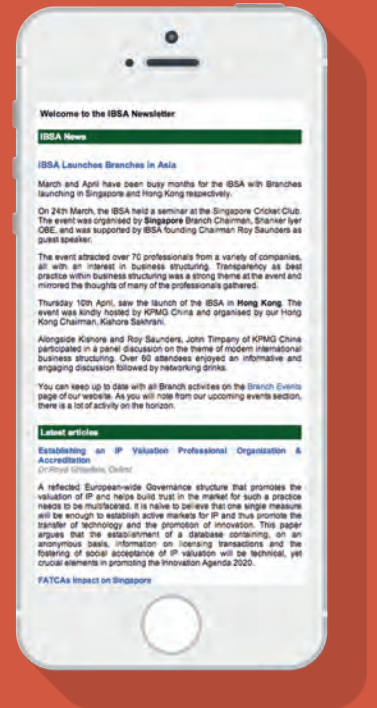 Welcome to the IBSA Newsletter
IBSA News
IBSA Launches Branches in Asia
March and April have been busy months for the IBSA with Branches
launching in Singapore and Hong Kong respectively.
On 24th March, the IBSA held a seminar at the Singapore Cricket Club.
The event was organised by Singapore Branch Chairman, Shanker Iyer
OBE, and was supported by IBSA founding Chairman Roy Saunders as
guest speaker.
The event attracted over 70 professionals from a variety of companies,
all with an interest in business structuring. Transparency as best
practice within business structuring was a strong theme at the event and
mirrored the thoughts of many of the professionals gathered.
Thursday 10th April, saw the launch of the IBSA in Hong Kong. The
event was kindly hosted by KPMG China and organised by our Hong
Kong Chairman, Kishore Sakhrani.
Alongside Kishore and Roy Saunders, John Timpany of KPMG China
participated in a panel discussion on the theme of modern international
business structuring. Over 60 attendees enjoyed an informative and
engaging discussion followed by networking drinks.
You can keep up to date with all Branch activities on the Branch Events
page of our website. As you will note from our upcoming events section,
there is a lot of activity on the horizon.
Latest articles
Establishing an IP Valuation Professional Organization &
Accreditation
A reflected European-wide Governance structure that promotes the
valuation of IP and helps build trust in the market for such a practice
needs to be multifaceted. It is naive to believe that one single measure
will be enough to establish active markets for IP and thus promote the
transfer of technology and the promotion of innovation. This paper
argues that the establishment of a database containing, on an
anonymous basis, information on licensing transactions and the
fostering of social acceptance of IP valuation will be technical, yet
crucial elements in promoting the Innovation Agenda 2020.
FATCAs Impact on Singapore